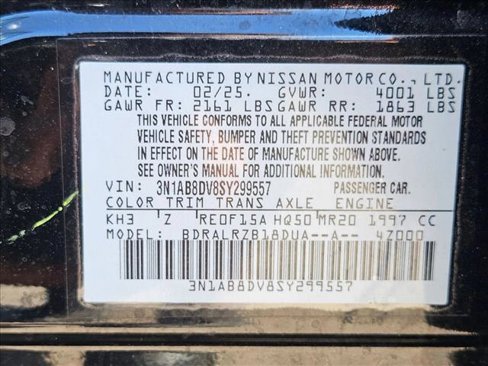 MANUFACTURED BY NISSAN MOTOR CO., LTD.
DATE: 02/25. GVWR: 4001 LBS
GAWR FR: 2161 LBS GAWR RR: 1863 LBS
THIS VEHICLE CONFORMS TO ALL APPLICABLE FEDERAL MOTOR
VEHICLE SAFETY, BUMPER AND THEFT PREVENTION STANDARDS
IN EFFECT ON THE DATE OF MANUFACTURE SHOWN ABOVE.
SEE OWNER'S MANUAL FOR ADDITIONAL INFORMATION.
VIN: 3N1AB8DV8SY299557 PASSENGER CAR.
COLOR TRIM TRANS AXLE ENGINE
KH3 Z RE0F15A HQ50 MR20 1997 CC
MODEL: BDRALRZB18DUA--A-- 4Z000
3N1AB8DV8SY299557